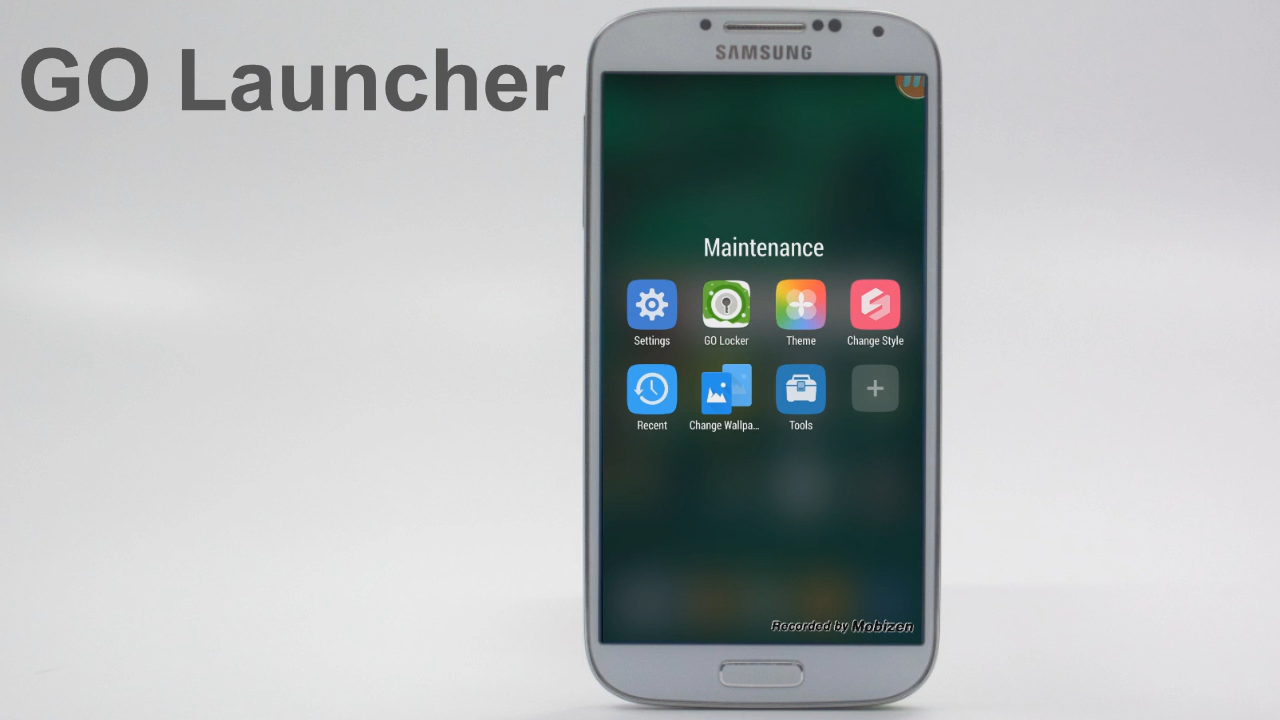 GO Launcher
SAMSUNG
Maintenance
Settings
GO Locker
Theme
Change Style
Recent
Change Wallpa...
Tools
Recorded by Mobizen